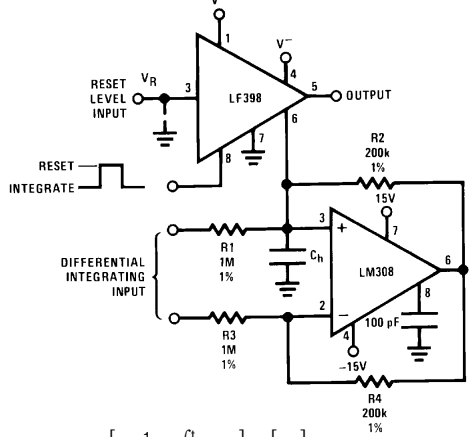 V
1
V⁻
4
V_R
RESET
LEVEL
INPUT
3
LF398
5
OUTPUT
6
7
8
RESET
INTEGRATE
R2
200k
1%
15V
7
DIFFERENTIAL
INTEGRATING
INPUT
R1
1M
1%
C_h
3
+
LM308
6
2
−
8
100 pF
4
−15V
R3
1M
1%
R4
200k
1%